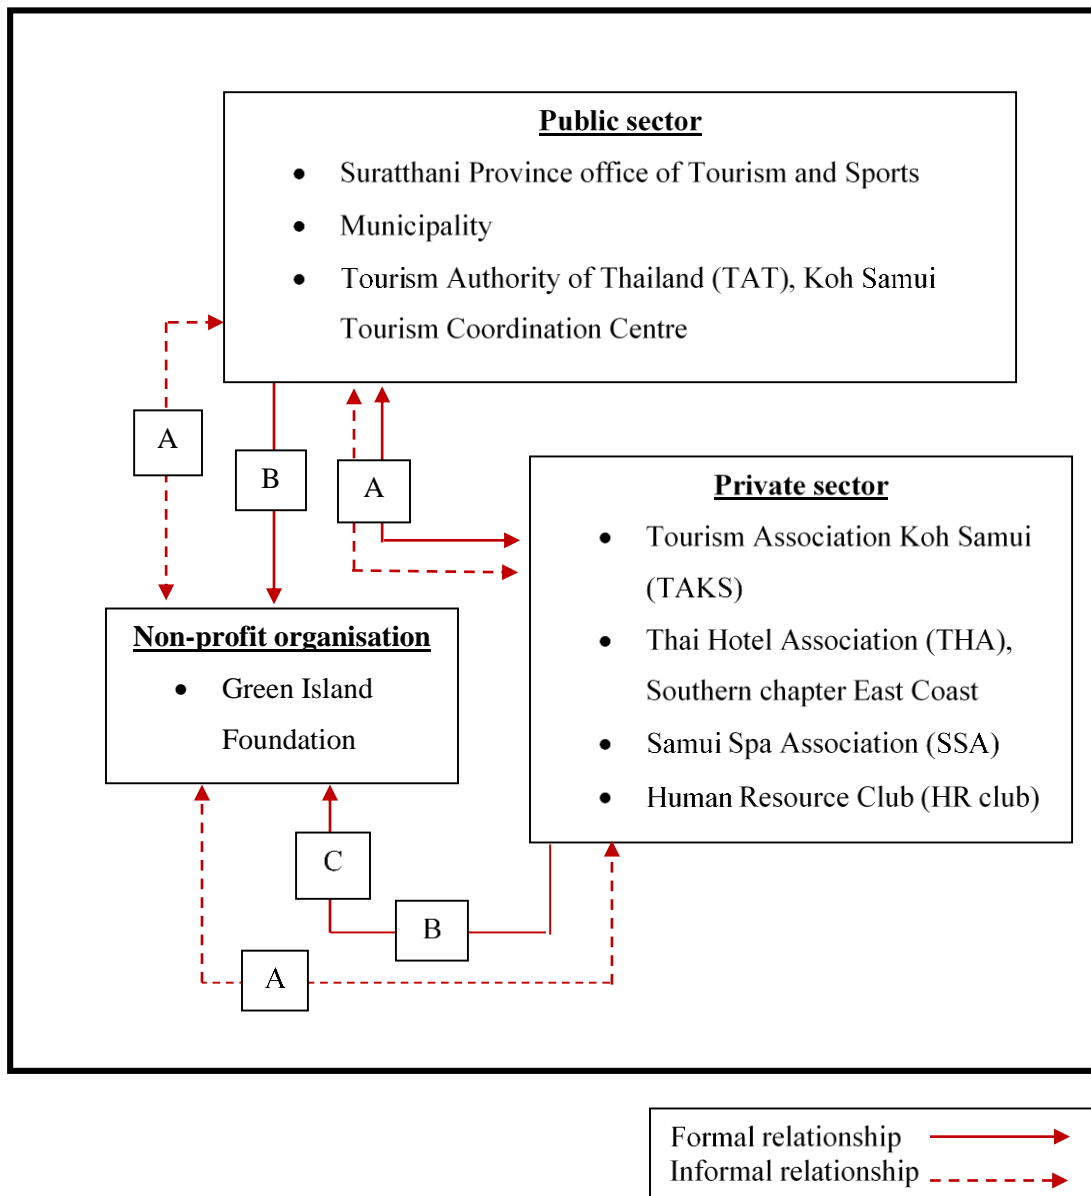 Public sector
• Suratthani Province office of Tourism and Sports
• Municipality
• Tourism Authority of Thailand (TAT), Koh Samui
Tourism Coordination Centre
A
B
A
Private sector
• Tourism Association Koh Samui
(TAKS)
• Thai Hotel Association (THA),
Southern chapter East Coast
• Samui Spa Association (SSA)
• Human Resource Club (HR club)
Non-profit organisation
• Green Island
Foundation
C
B
A
Formal relationship
Informal relationship